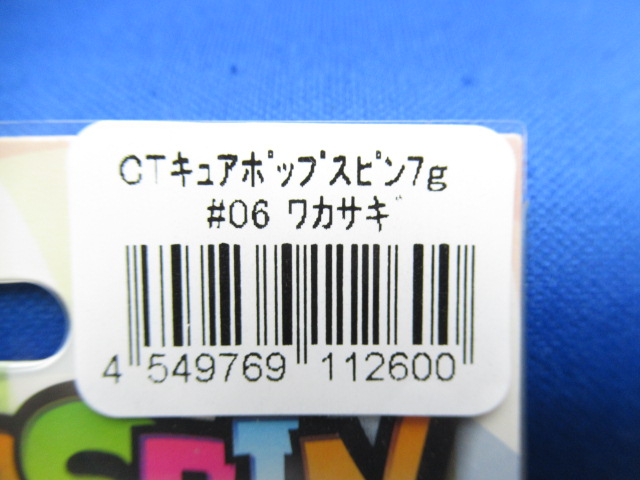 CTｷｭｱﾎﾟｯﾌﾟｽﾋﾟﾝ7g
#06 ﾜｶｻｷﾞ
4 549769 112600
SPIN